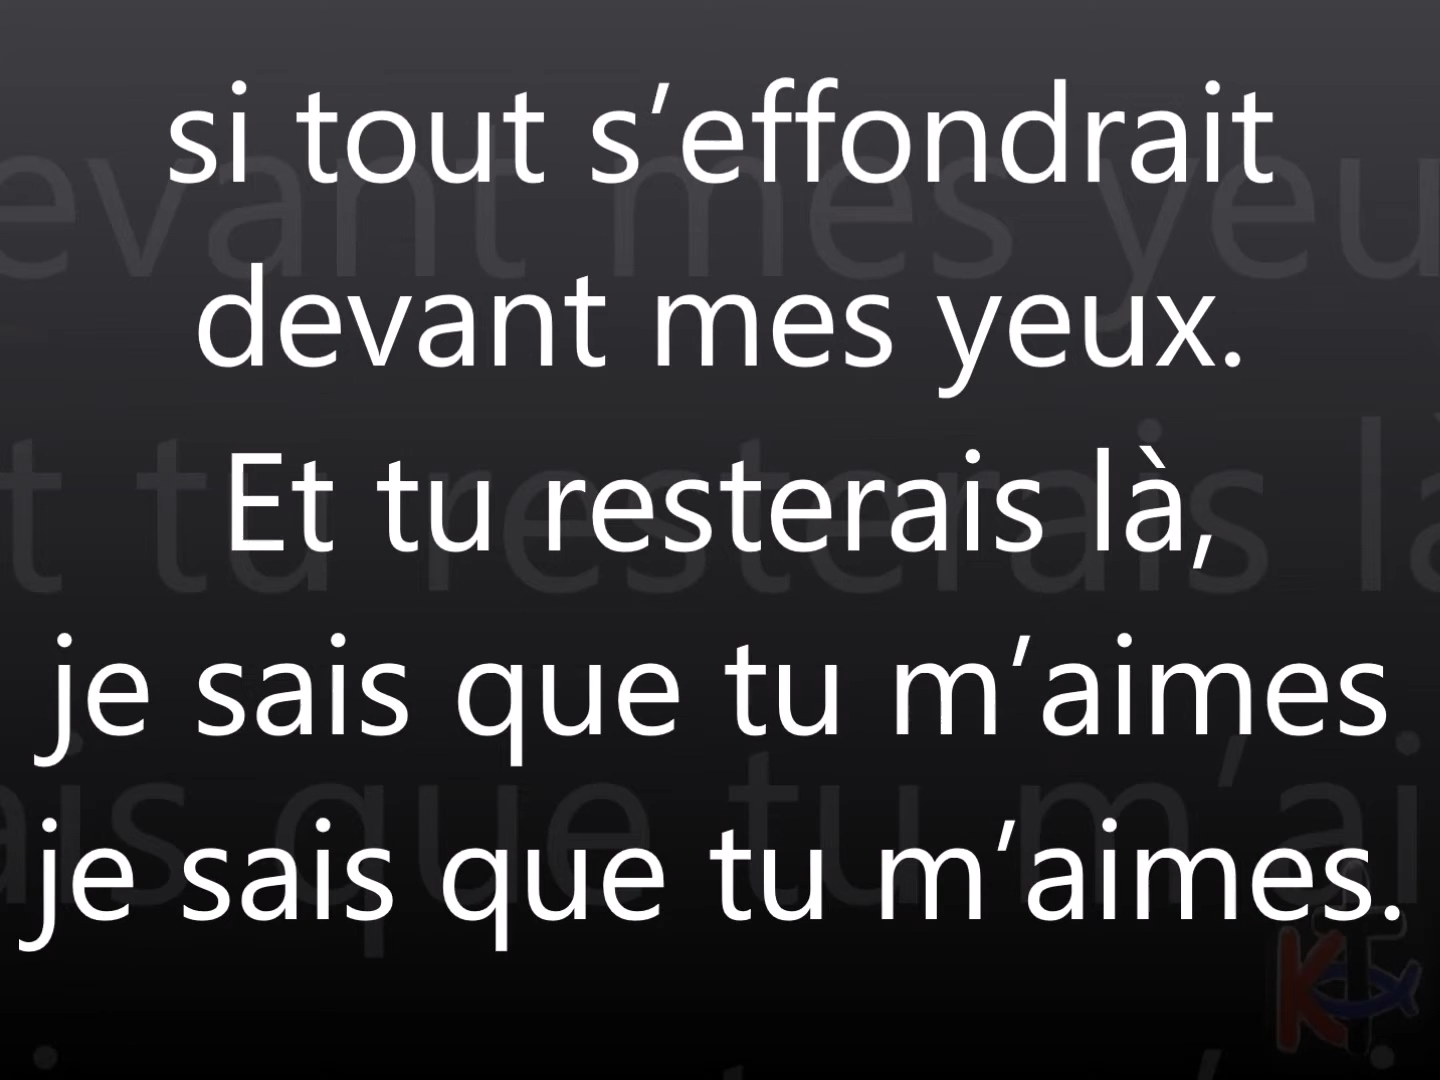 si tout s’effondrait
devant mes yeux.
Et tu resterais là,
je sais que tu m’aimes
je sais que tu m’aimes.